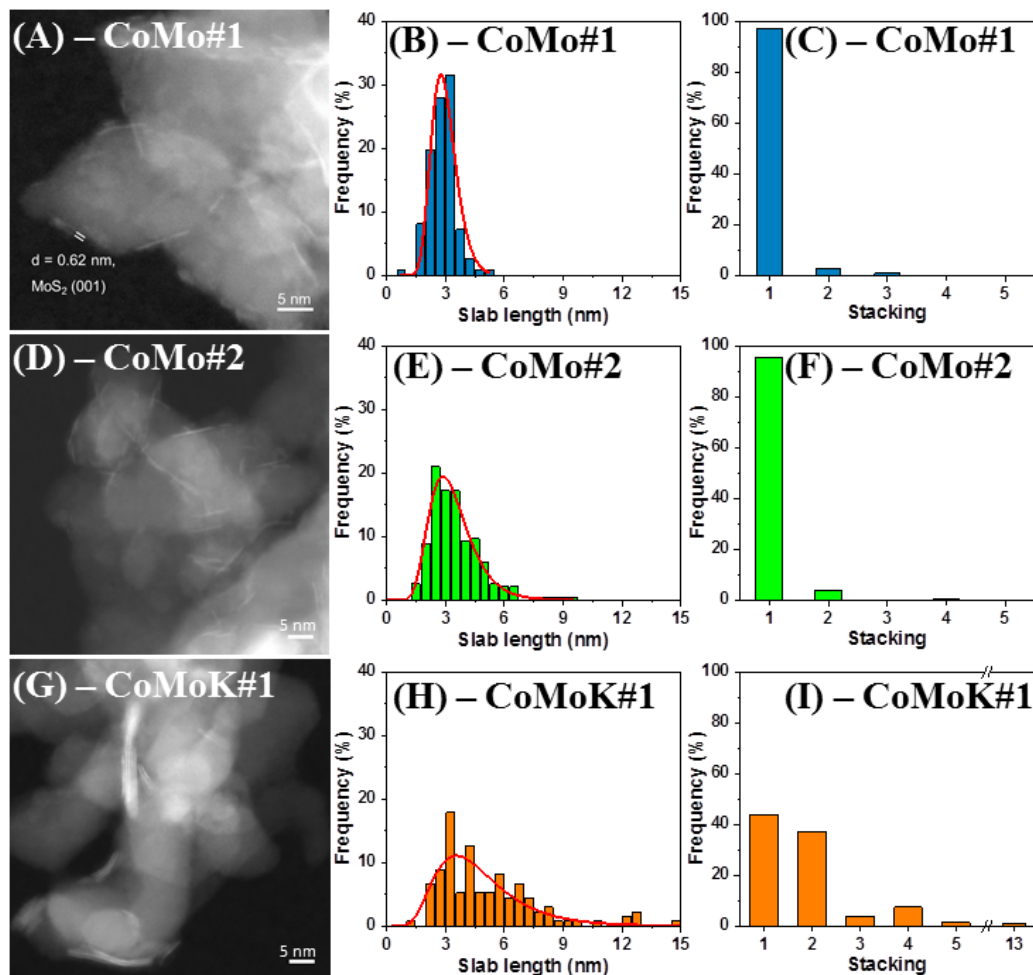 (A) – CoMo#1
d = 0.62 nm,
MoS₂ (001)
5 nm
(B) – CoMo#1
Frequency (%)
40
30
20
10
0
0 3 6 9 12 15
Slab length (nm)
(C) – CoMo#1
Frequency (%)
100
80
60
40
20
0
1 2 3 4 5
Stacking
(D) – CoMo#2
5 nm
(E) – CoMo#2
Frequency (%)
40
30
20
10
0
0 3 6 9 12 15
Slab length (nm)
(F) – CoMo#2
Frequency (%)
100
80
60
40
20
0
1 2 3 4 5
Stacking
(G) – CoMoK#1
5 nm
(H) – CoMoK#1
Frequency (%)
40
30
20
10
0
0 3 6 9 12 15
Slab length (nm)
(I) – CoMoK#1
Frequency (%)
100
80
60
40
20
0
1 2 3 4 5 13
Stacking